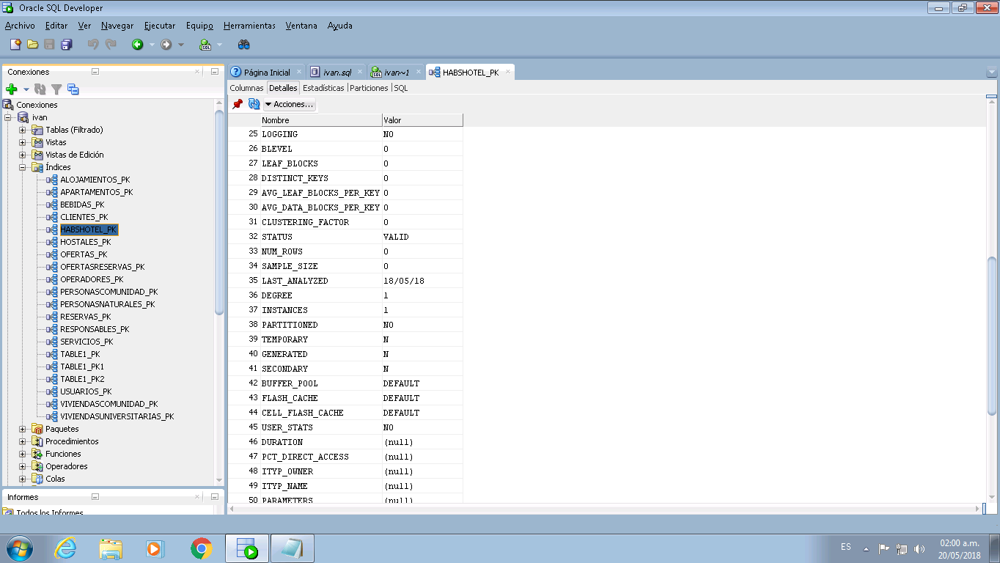 Oracle SQL Developer
Archivo Editar Ver Navegar Ejecutar Equipo Herramientas Ventana Ayuda
SQL
Conexiones
Página Inicial ivan.sql ivan~1 HABSHOTEL_PK
Columnas Detalles Estadísticas Particiones SQL
Acciones...
Conexiones
ivan
Tablas (Filtrado)
Vistas
Vistas de Edición
Índices
ALOJAMIENTOS_PK
APARTAMENTOS_PK
BEBIDAS_PK
CLIENTES_PK
HABSHOTEL_PK
HOSTALES_PK
OFERTAS_PK
OFERTASRESERVAS_PK
OPERADORES_PK
PERSONASCOMUNIDAD_PK
PERSONASNATURALES_PK
RESERVAS_PK
RESPONSABLES_PK
SERVICIOS_PK
TABLE1_PK
TABLE1_PK1
TABLE1_PK2
USUARIOS_PK
VIVIENDASCOMUNIDAD_PK
VIVIENDASUNIVERSITARIAS_PK
Paquetes
Procedimientos
Funciones
Operadores
Colas
Informes
Todos los Informes
Nombre Valor
25 LOGGING NO
26 BLEVEL 0
27 LEAF_BLOCKS 0
28 DISTINCT_KEYS 0
29 AVG_LEAF_BLOCKS_PER_KEY 0
30 AVG_DATA_BLOCKS_PER_KEY 0
31 CLUSTERING_FACTOR 0
32 STATUS VALID
33 NUM_ROWS 0
34 SAMPLE_SIZE 0
35 LAST_ANALYZED 18/05/18
36 DEGREE 1
37 INSTANCES 1
38 PARTITIONED NO
39 TEMPORARY N
40 GENERATED N
41 SECONDARY N
42 BUFFER_POOL DEFAULT
43 FLASH_CACHE DEFAULT
44 CELL_FLASH_CACHE DEFAULT
45 USER_STATS NO
46 DURATION (null)
47 PCT_DIRECT_ACCESS (null)
48 ITYP_OWNER (null)
49 ITYP_NAME (null)
50 PARAMETERS (null)
ES
02:00 a.m.
20/05/2018